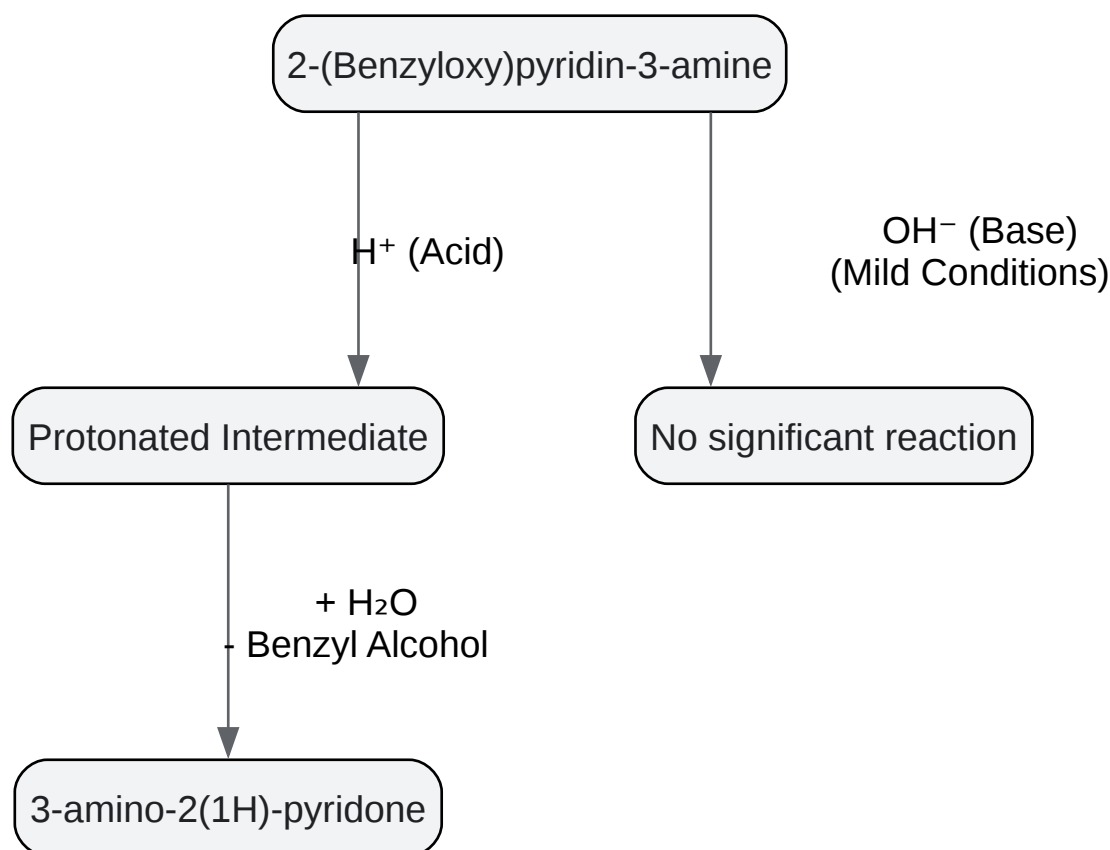 2-(Benzyloxy)pyridin-3-amine
H⁺ (Acid)
OH⁻ (Base)
(Mild Conditions)
Protonated Intermediate
No significant reaction
+ H₂O
- Benzyl Alcohol
3-amino-2(1H)-pyridone